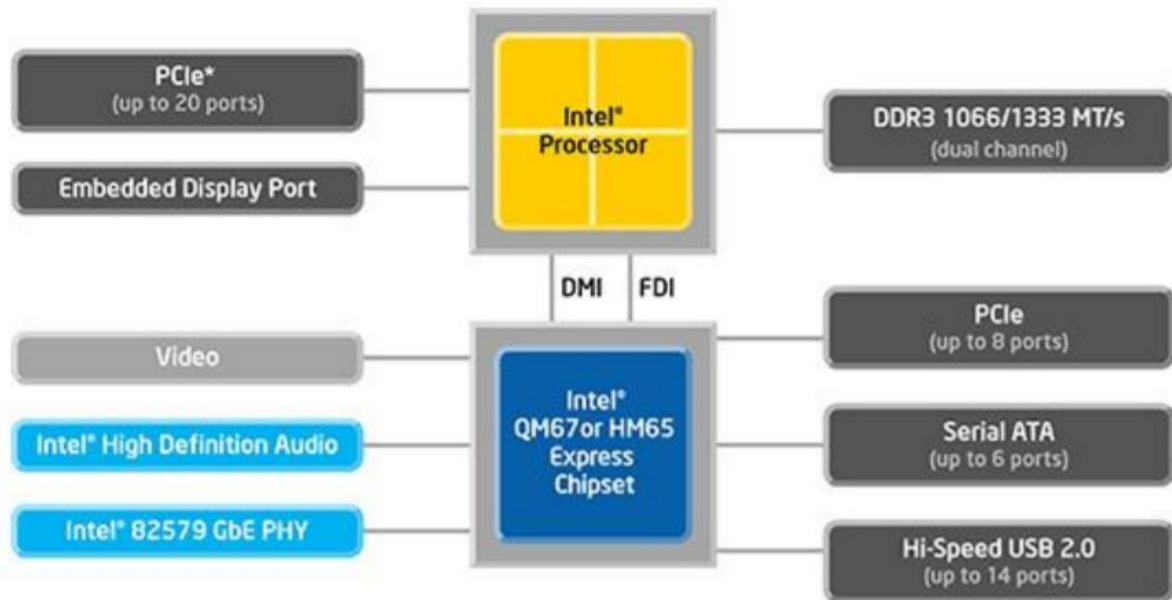 PCIe*
(up to 20 ports)
Embedded Display Port
Intel®
Processor
DDR3 1066/1333 MT/s
(dual channel)
DMI
FDI
Video
Intel® High Definition Audio
Intel® 82579 GbE PHY
Intel®
QM67or HM65
Express
Chipset
PCIe
(up to 8 ports)
Serial ATA
(up to 6 ports)
Hi-Speed USB 2.0
(up to 14 ports)